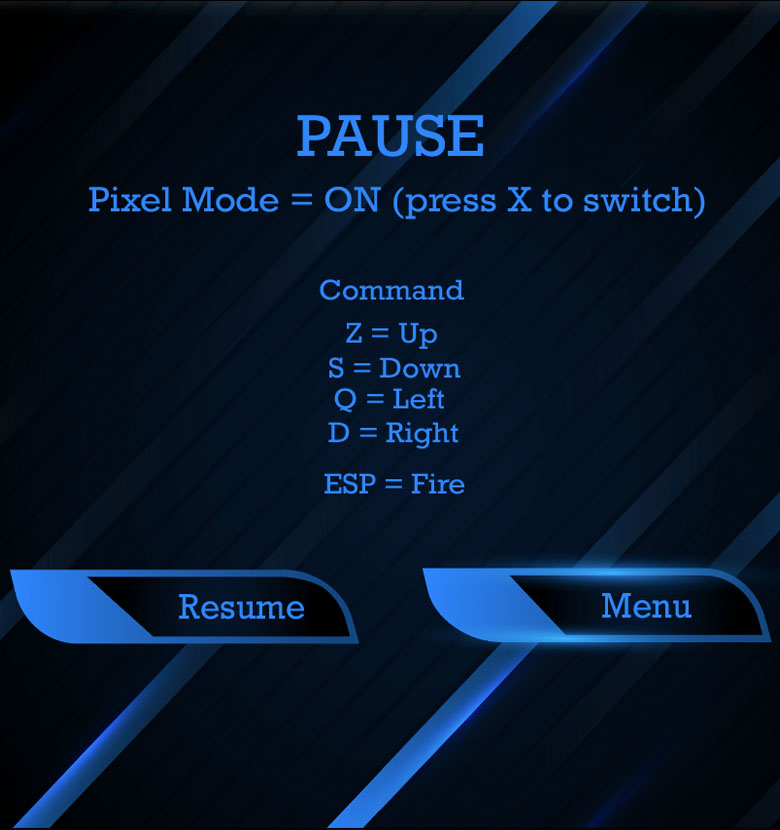 PAUSE
Pixel Mode = ON (press X to switch)
Command
Z = Up
S = Down
Q = Left
D = Right
ESP = Fire
Resume
Menu